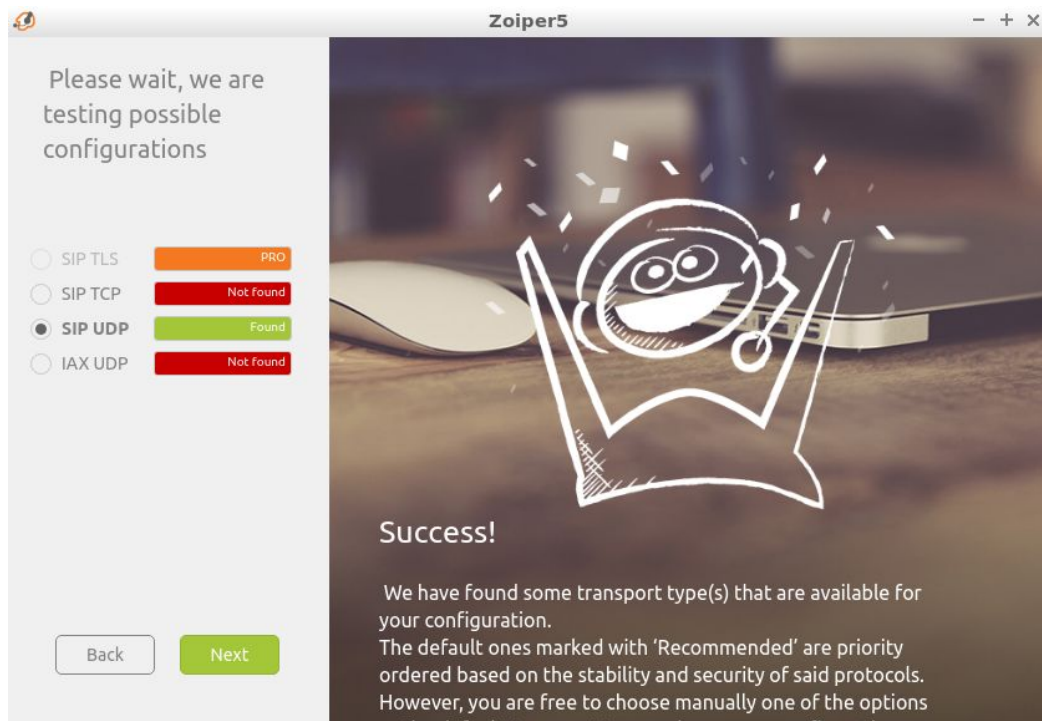 Zoiper5
Please wait, we are
testing possible
configurations
SIP TLS PRO
SIP TCP Not found
SIP UDP Found
IAX UDP Not found
Back Next
Success!
We have found some transport type(s) that are available for
your configuration.
The default ones marked with ‘Recommended’ are priority
ordered based on the stability and security of said protocols.
However, you are free to choose manually one of the options